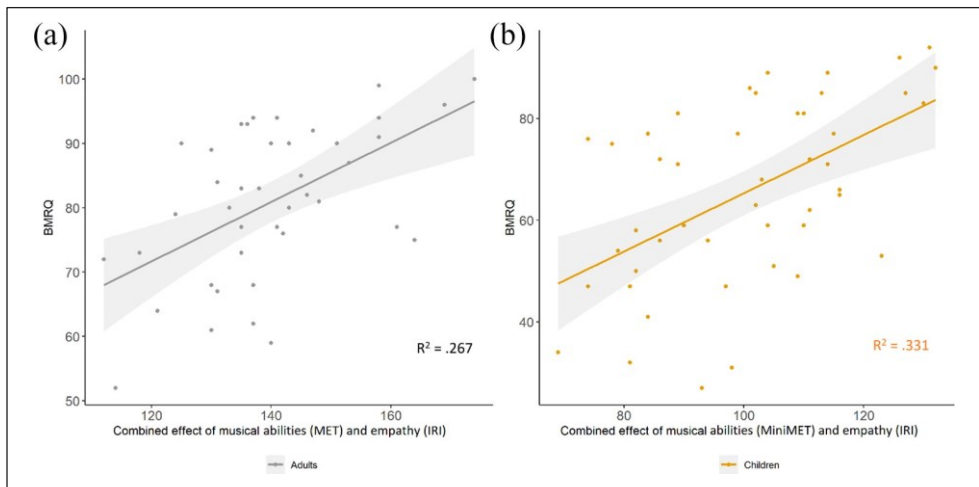 (a)
BMRQ
100
90
80
70
60
50
120
140
160
R² = .267
Combined effect of musical abilities (MET) and empathy (IRI)
Adults
(b)
BMRQ
80
60
40
80
100
120
R² = .331
Combined effect of musical abilities (MiniMET) and empathy (IRI)
Children